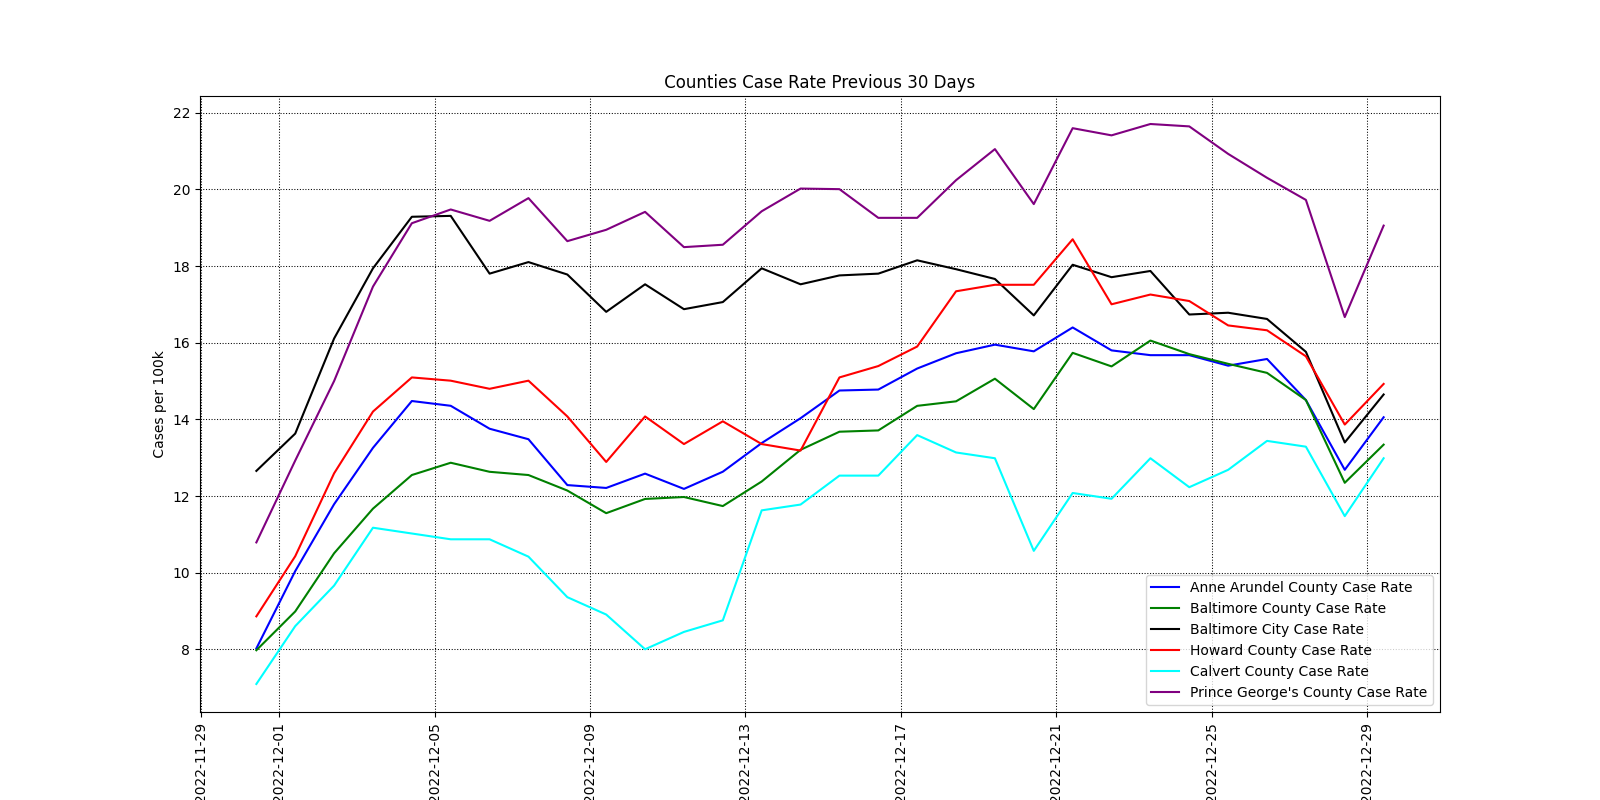 Counties Case Rate Previous 30 Days
Cases per 100k
22
20
18
16
14
12
10
8
2022-11-29
2022-12-01
2022-12-05
2022-12-09
2022-12-13
2022-12-17
2022-12-21
2022-12-25
2022-12-29
Anne Arundel County Case Rate
Baltimore County Case Rate
Baltimore City Case Rate
Howard County Case Rate
Calvert County Case Rate
Prince George's County Case Rate